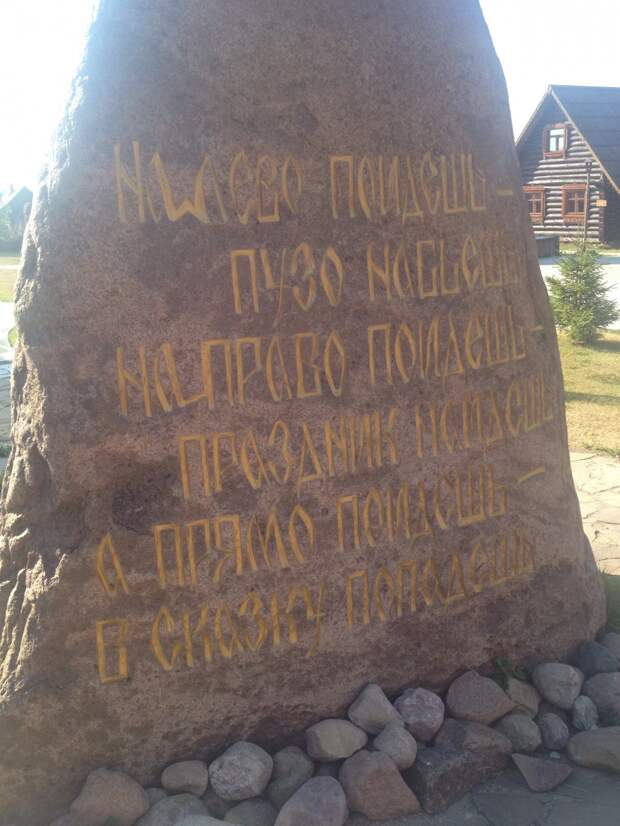 НАЛЕВО ПОЙДЕШЬ –
ПУЗО НАБЬЕШЬ
НАПРАВО ПОЙДЕШЬ –
ПРАЗДНИК НАЙДЕШЬ
А ПРЯМО ПОЙДЕШЬ –
В СКАЗКУ ПОПАДЕШЬ